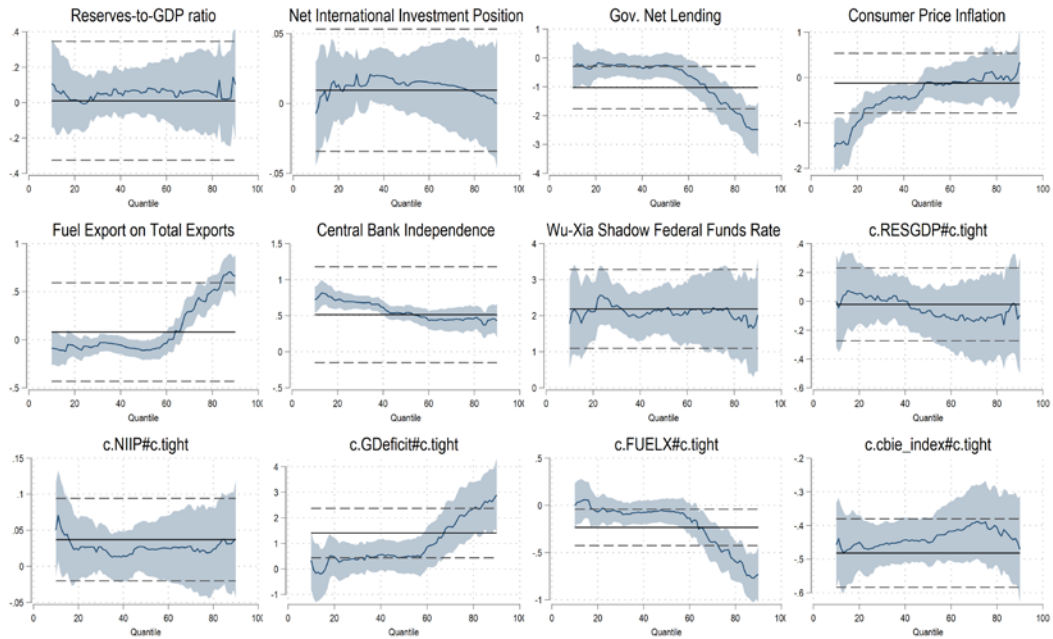 Reserves-to-GDP ratio
.4
.2
0
-.2
-.4
0 20 40 60 80 100
Quantile
Net International Investment Position
.05
0
-.05
0 20 40 60 80 100
Quantile
Gov. Net Lending
1
0
-1
-2
-3
-4
0 20 40 60 80 100
Quantile
Consumer Price Inflation
1
0
-1
-2
0 20 40 60 80 100
Quantile
Fuel Export on Total Exports
1
.5
0
-.5
0 20 40 60 80 100
Quantile
Central Bank Independence
1.5
1
.5
0
-.5
0 20 40 60 80 100
Quantile
Wu-Xia Shadow Federal Funds Rate
4
3
2
1
0
0 20 40 60 80 100
Quantile
c.RESGDP#c.tight
.4
.2
0
-.2
-.4
-.6
0 20 40 60 80 100
Quantile
c.NIIP#c.tight
.15
.1
.05
0
-.05
0 20 40 60 80 100
Quantile
c.GDeficit#c.tight
4
3
2
1
0
-1
0 20 40 60 80 100
Quantile
c.FUELX#c.tight
.5
0
-.5
-1
0 20 40 60 80 100
Quantile
c.cbie_index#c.tight
-.2
-.3
-.4
-.5
-.6
0 20 40 60 80 100
Quantile